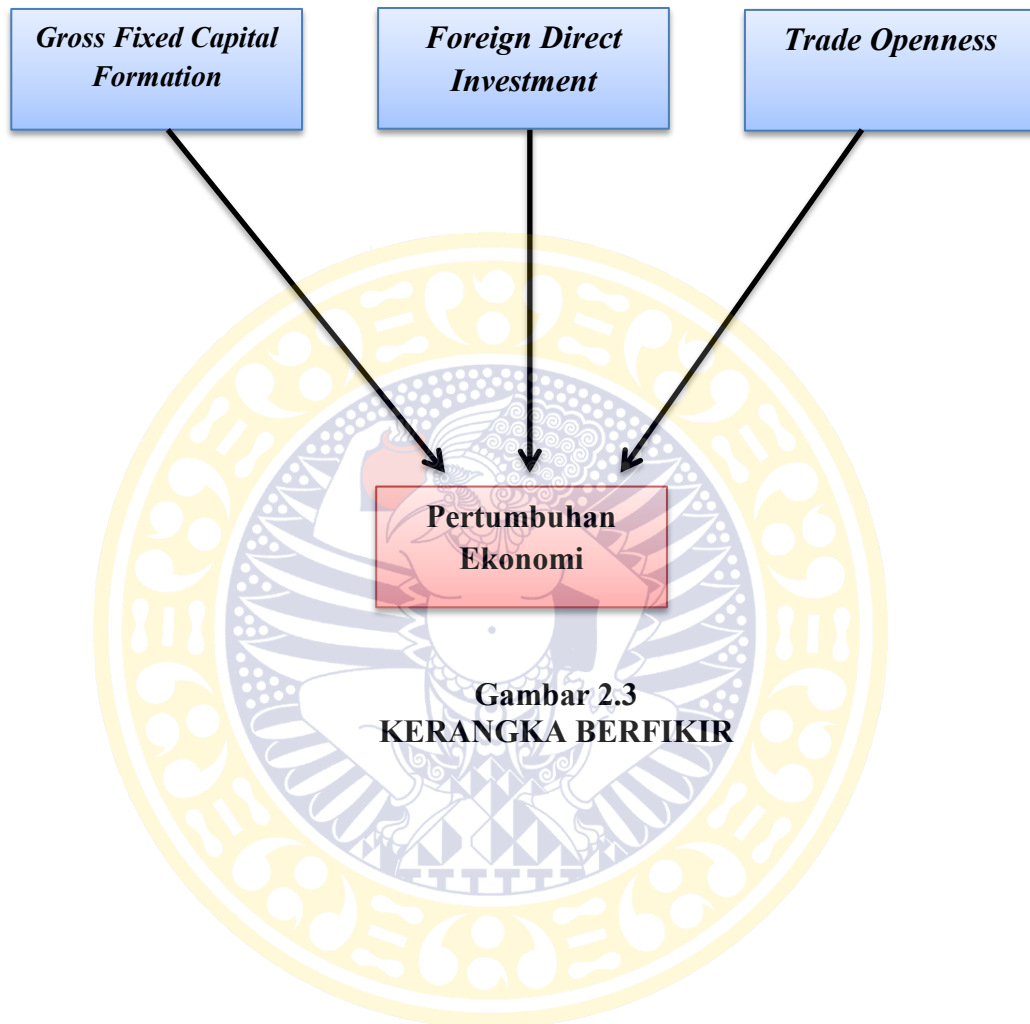 Gross Fixed Capital
Formation
Foreign Direct
Investment
Trade Openness
Pertumbuhan
Ekonomi
Gambar 2.3
KERANGKA BERFIKIR